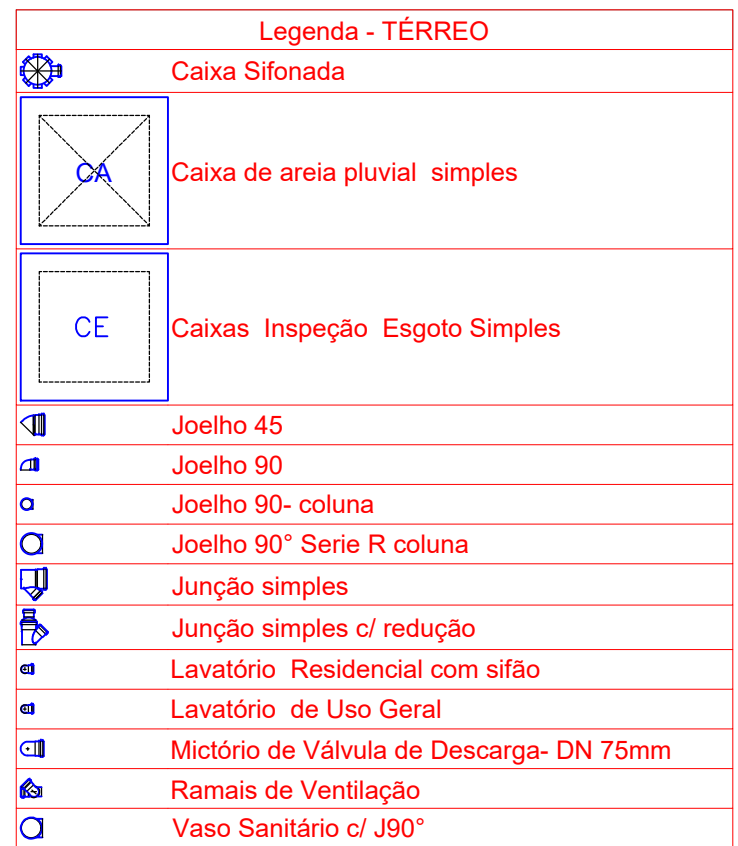 Legenda - TÉRREO
Caixa Sifonada
CA
Caixa de areia pluvial simples
CE
Caixas Inspeção Esgoto Simples
Joelho 45
Joelho 90
Joelho 90- coluna
Joelho 90° Serie R coluna
Junção simples
Junção simples c/ redução
Lavatório Residencial com sifão
Lavatório de Uso Geral
Mictório de Válvula de Descarga- DN 75mm
Ramais de Ventilação
Vaso Sanitário c/ J90°